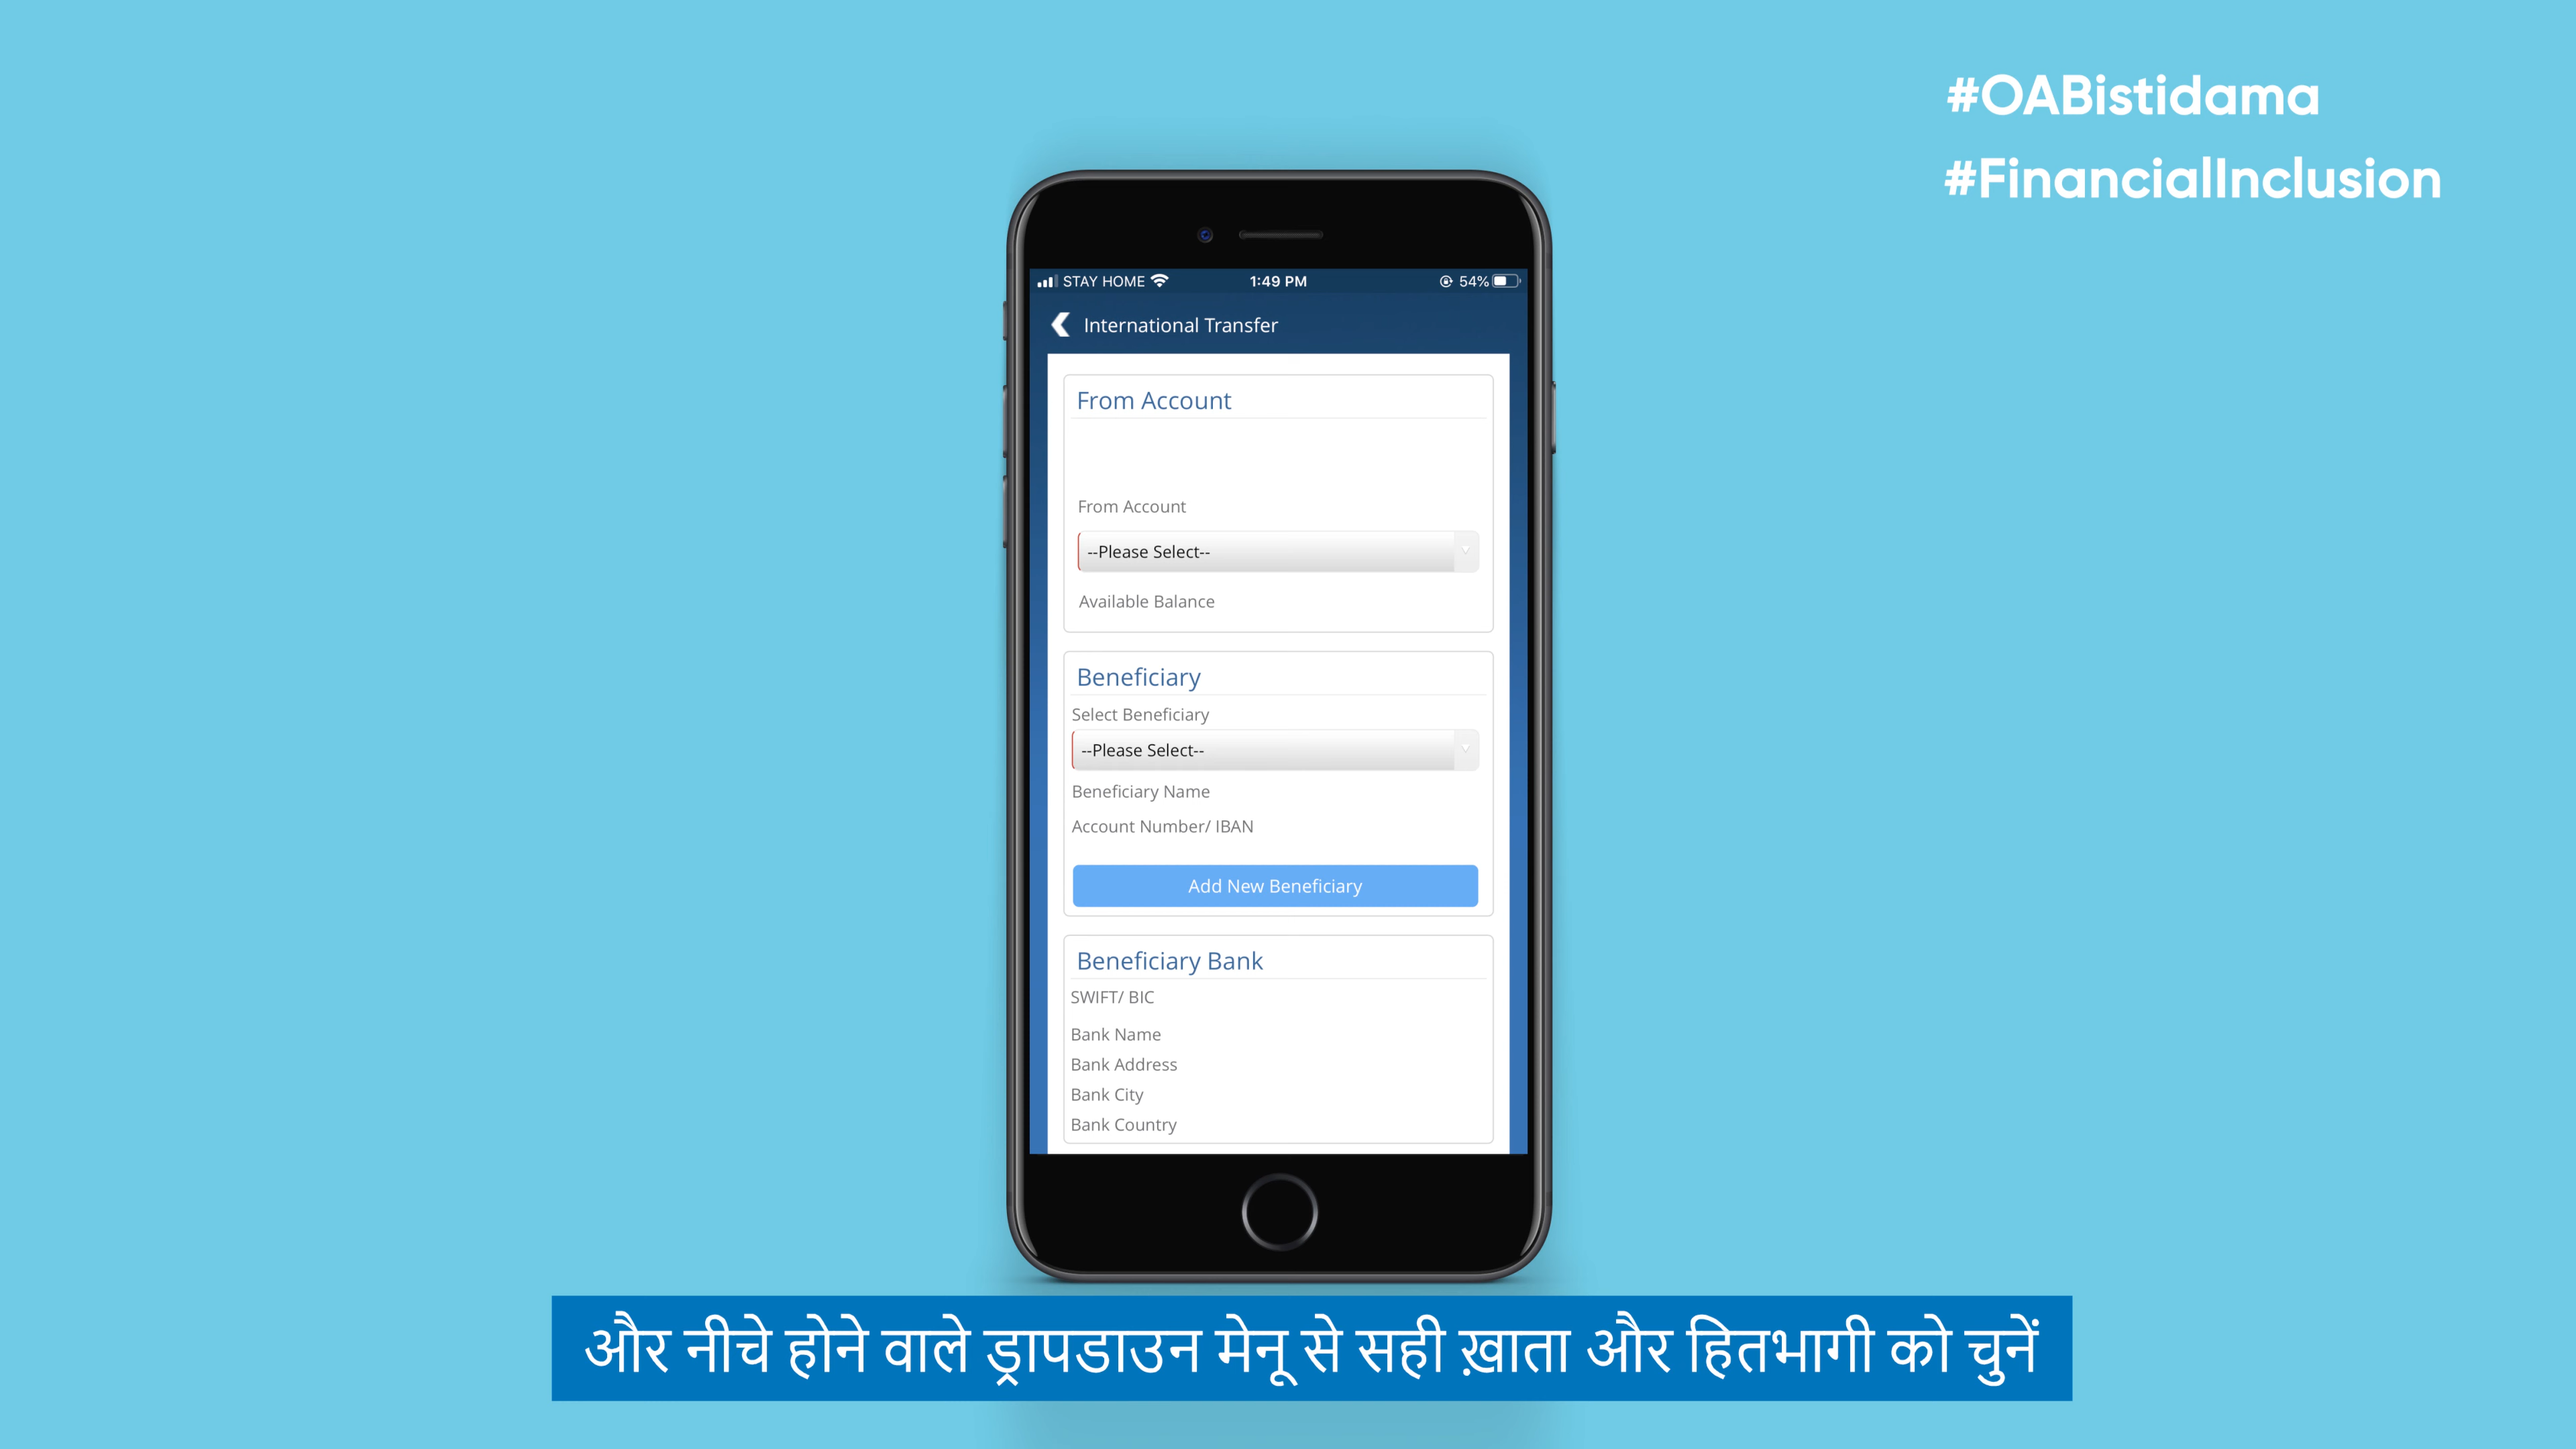 #OABistidama
#FinancialInclusion
STAY HOME 1:49 PM 54%
International Transfer
From Account
From Account
--Please Select--
Available Balance
Beneficiary
Select Beneficiary
--Please Select--
Beneficiary Name
Account Number/ IBAN
Add New Beneficiary
Beneficiary Bank
SWIFT/ BIC
Bank Name
Bank Address
Bank City
Bank Country
और नीचे होने वाले ड्रापडाउन मेनू से सही ख़ाता और हितभागी को चुनें